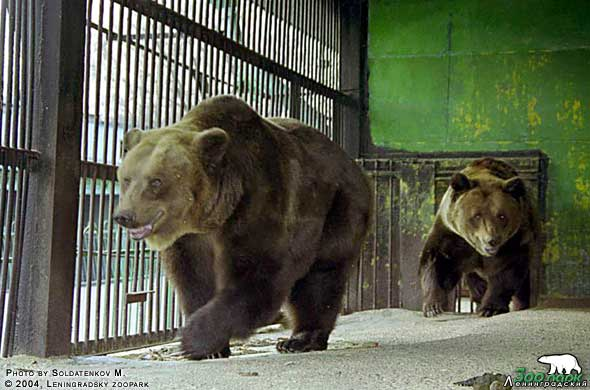 PHOTO BY SOLDATENKOV M.
© 2004, LENINGRADSKY ZOOPARK
Зоопарк
Ленинградский